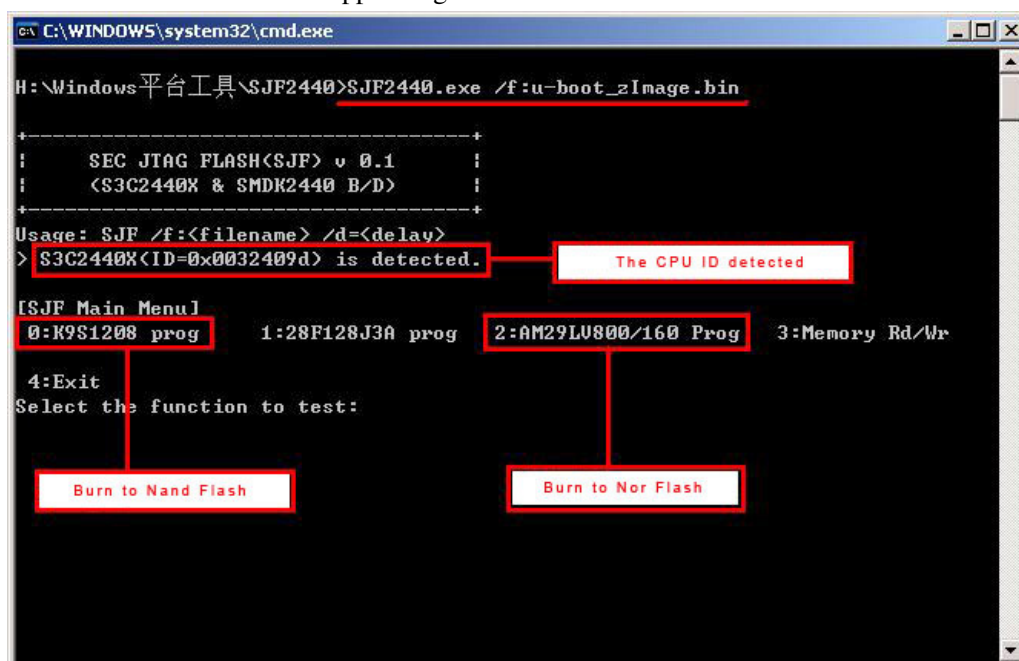 C:\WINDOWS\system32\cmd.exe
H:\Windows平台工具\SJF2440>SJF2440.exe /f:u-boot_zImage.bin
+-------------------------------------+
|     SEC JTAG FLASH(SJF) v 0.1     |
|     (S3C2440X & SMDK2440 B/D)     |
+-------------------------------------+
Usage: SJF /f:<filename> /d=<delay>
> S3C2440X(ID=0x0032409d) is detected.
The CPU ID detected
[SJF Main Menu]
0:K9S1208 prog 1:28F128J3A prog 2:AM29LV800/160 Prog 3:Memory Rd/Wr
4:Exit
Select the function to test:
Burn to Nand Flash
Burn to Nor Flash